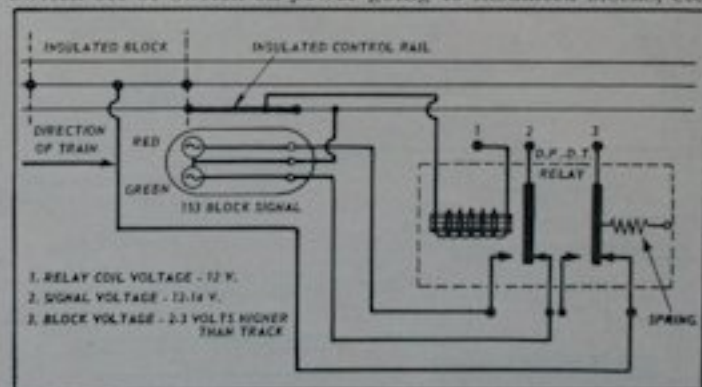 INSULATED BLOCK
INSULATED CONTROL RAIL
DIRECTION
OF TRAIN
RED
GREEN
153 BLOCK SIGNAL
1 2 3
D.P.-D.T.
RELAY
SPRING
1. RELAY COIL VOLTAGE - 12 V.
2. SIGNAL VOLTAGE - 12-14 V.
3. BLOCK VOLTAGE - 2-3 VOLTS HIGHER
THAN TRACK